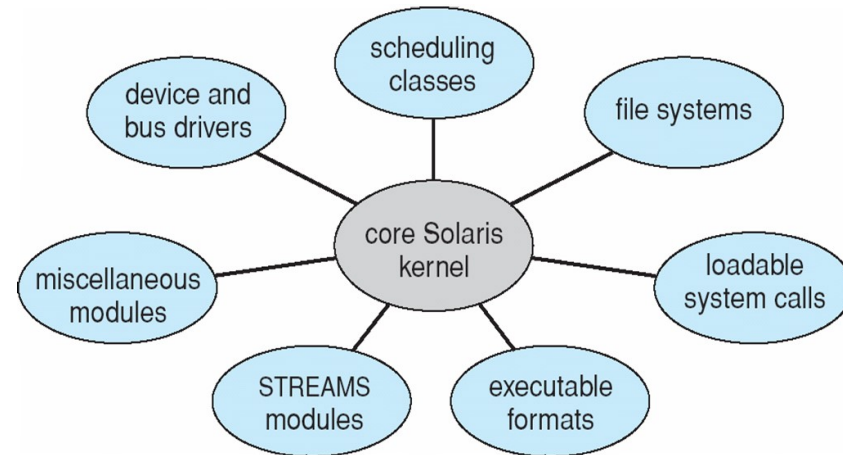 scheduling
classes
device and
bus drivers
file systems
core Solaris
kernel
miscellaneous
modules
loadable
system calls
STREAMS
modules
executable
formats